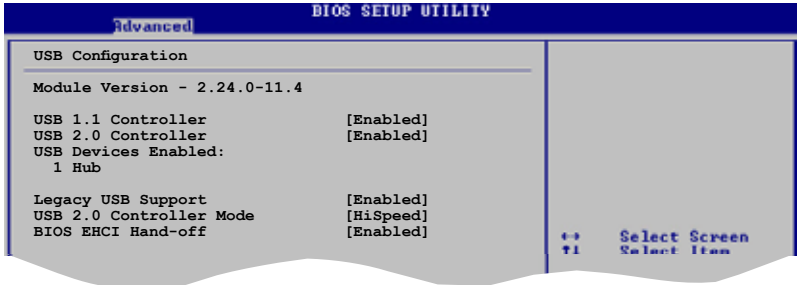 BIOS SETUP UTILITY
Advanced
USB Configuration
Module Version - 2.24.0-11.4
USB 1.1 Controller [Enabled]
USB 2.0 Controller [Enabled]
USB Devices Enabled:
1 Hub
Legacy USB Support [Enabled]
USB 2.0 Controller Mode [HiSpeed]
BIOS EHCI Hand-off [Enabled]
↔ Select Screen
↑↓ Select Item